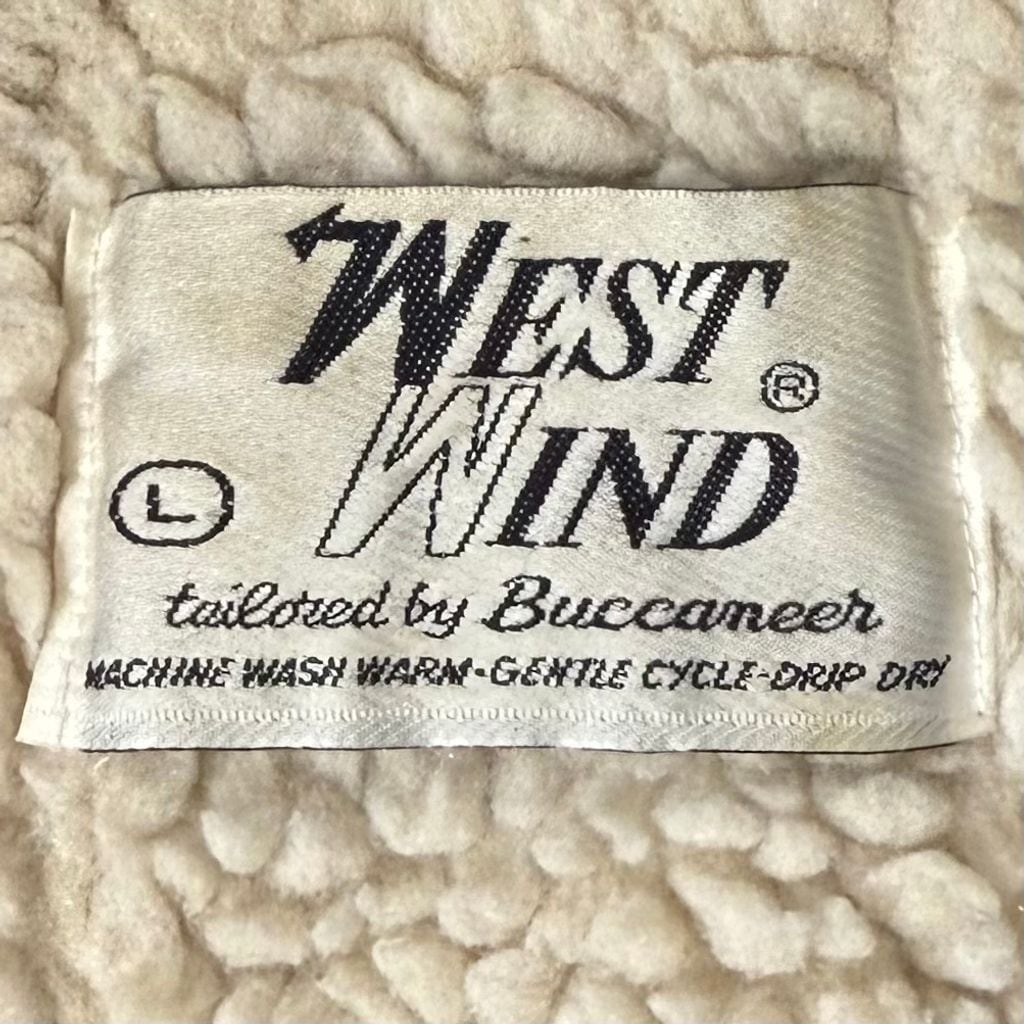 WEST
®
WIND
L
tailored by Buccaneer
MACHINE WASH WARM·GENTLE CYCLE-DRIP DRY